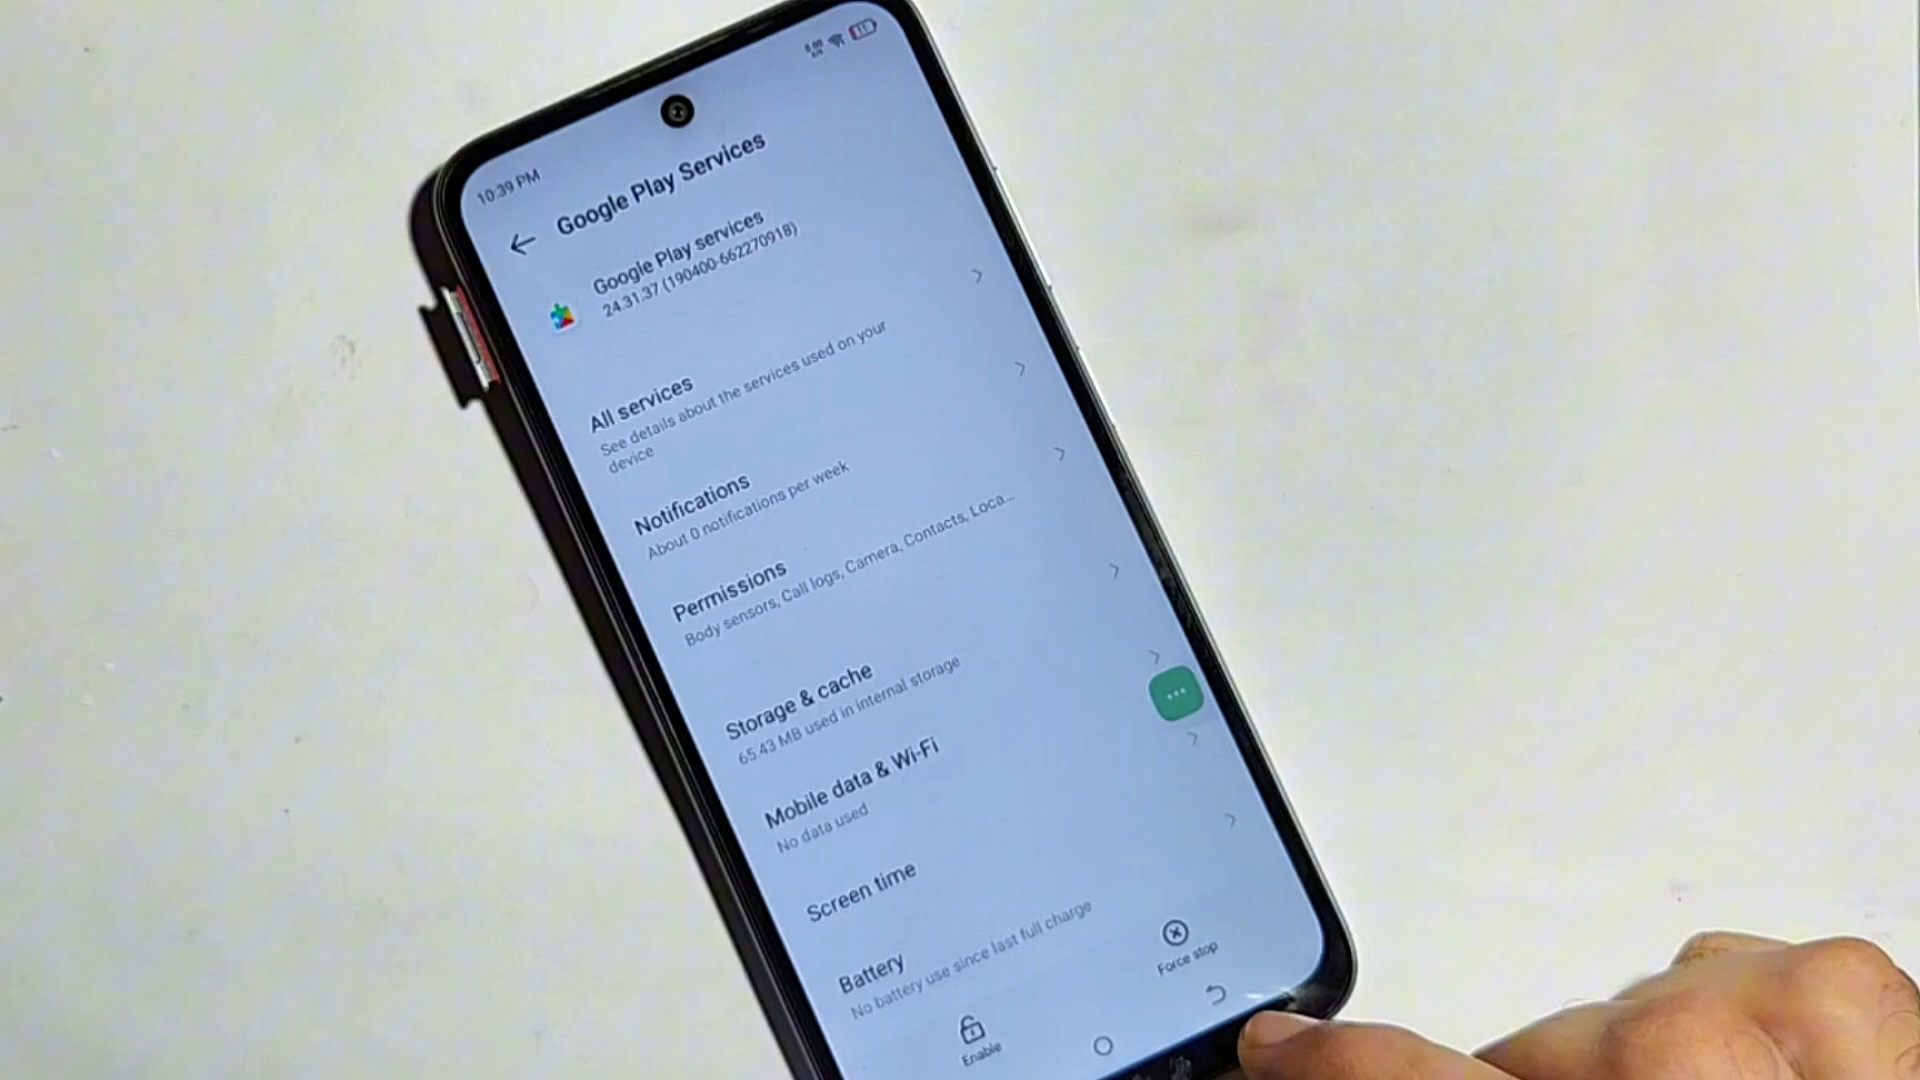 10:39 PM
11
Google Play Services
Google Play services
24.31.37 (190400-662270918)
All services
See details about the services used on your
device
Notifications
About 0 notifications per week
Permissions
Body sensors, Call logs, Camera, Contacts, Loca...
Storage & cache
65.43 MB used in internal storage
Mobile data & Wi-Fi
No data used
Screen time
Battery
No battery use since last full charge
Enable
Force stop